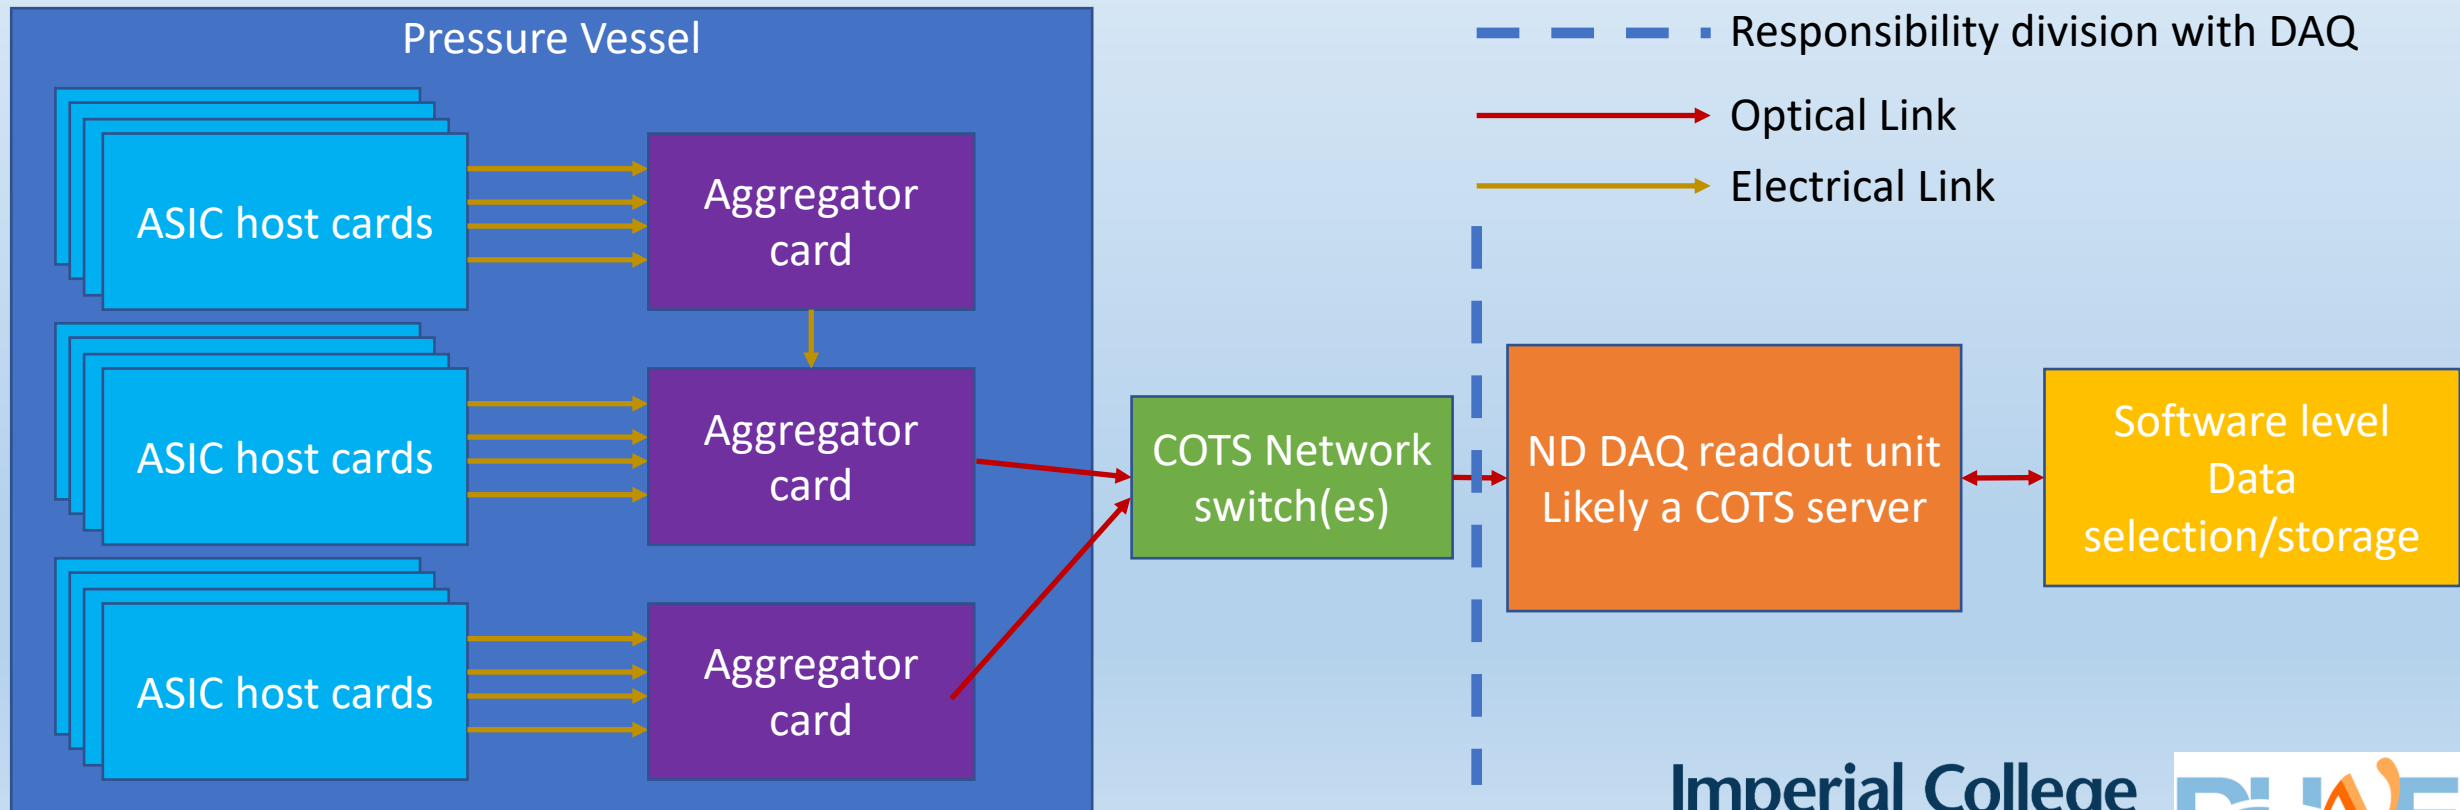 Pressure Vessel
Responsibility division with DAQ
Optical Link
Electrical Link
ASIC host cards
Aggregator
card
ASIC host cards
Aggregator
card
ASIC host cards
Aggregator
card
COTS Network
switch(es)
ND DAQ readout unit
Likely a COTS server
Software level
Data
selection/storage
Imperial College